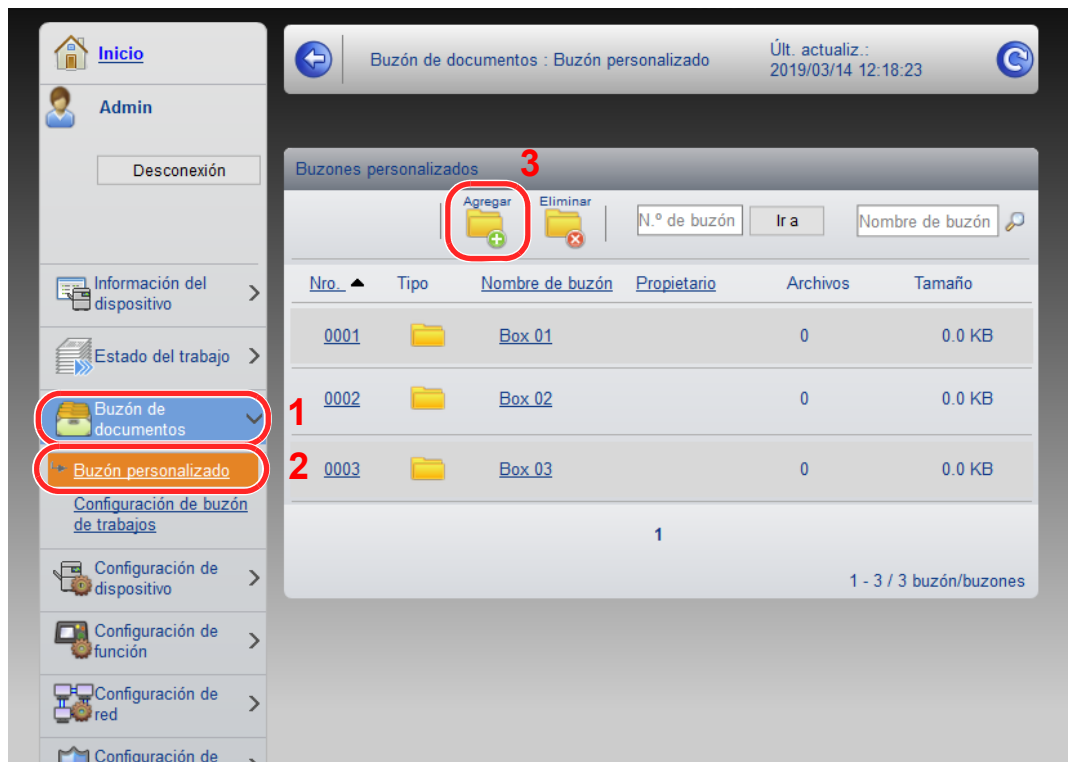 Inicio
Admin
Desconexión
Información del
dispositivo
Estado del trabajo
Buzón de
documentos
1
Buzón personalizado
2
Configuración de buzón
de trabajos
Configuración de
dispositivo
Configuración de
función
Configuración de
red
Configuración de
Buzón de documentos : Buzón personalizado
Últ. actualiz.:
2019/03/14 12:18:23
Buzones personalizados
3
Agregar
Eliminar
N.º de buzón
Ir a
Nombre de buzón
Nro. Tipo Nombre de buzón Propietario Archivos Tamaño
0001 Box 01 0 0.0 KB
0002 Box 02 0 0.0 KB
0003 Box 03 0 0.0 KB
1
1 - 3 / 3 buzón/buzones